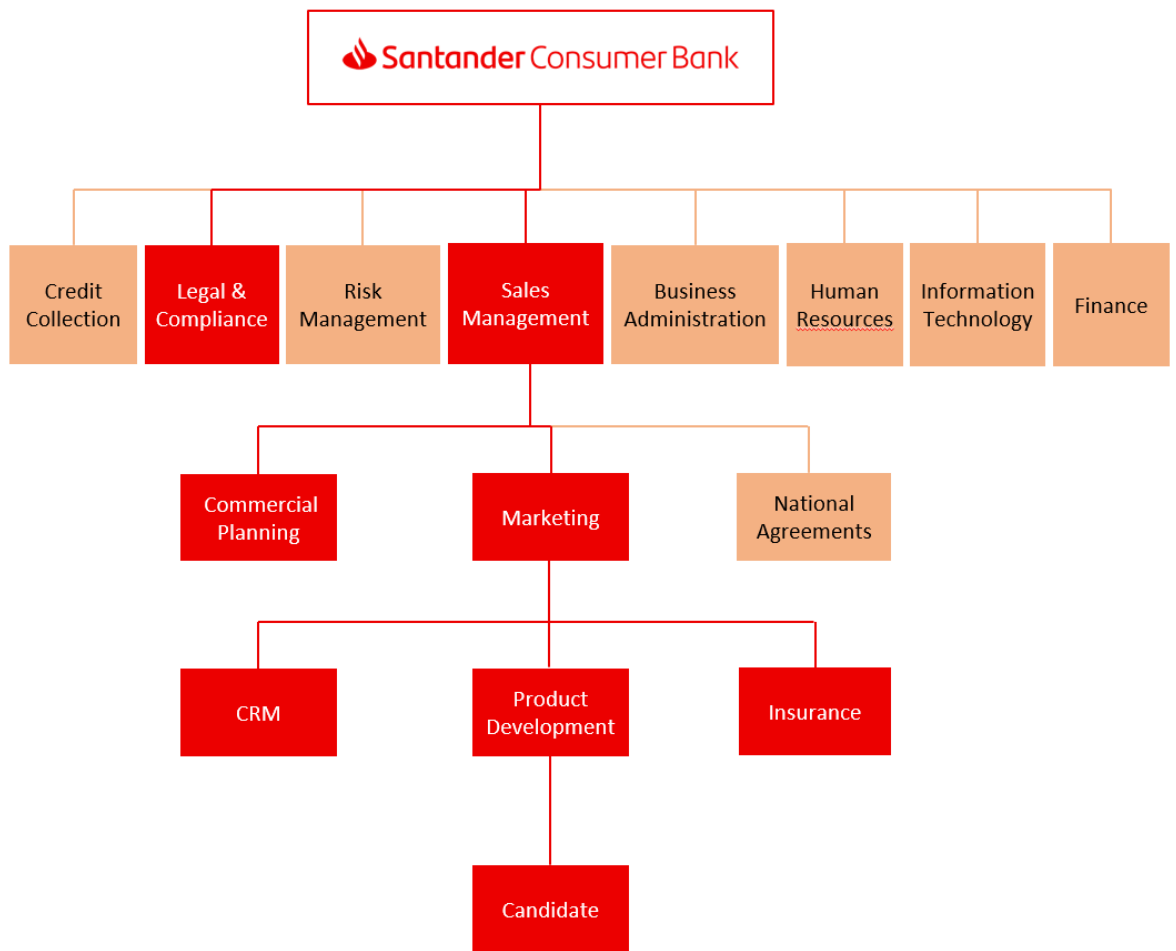 Santander Consumer Bank
Credit
Collection
Legal &
Compliance
Risk
Management
Sales
Management
Business
Administration
Human
Resources
Information
Technology
Finance
Commercial
Planning
Marketing
National
Agreements
CRM
Product
Development
Insurance
Candidate